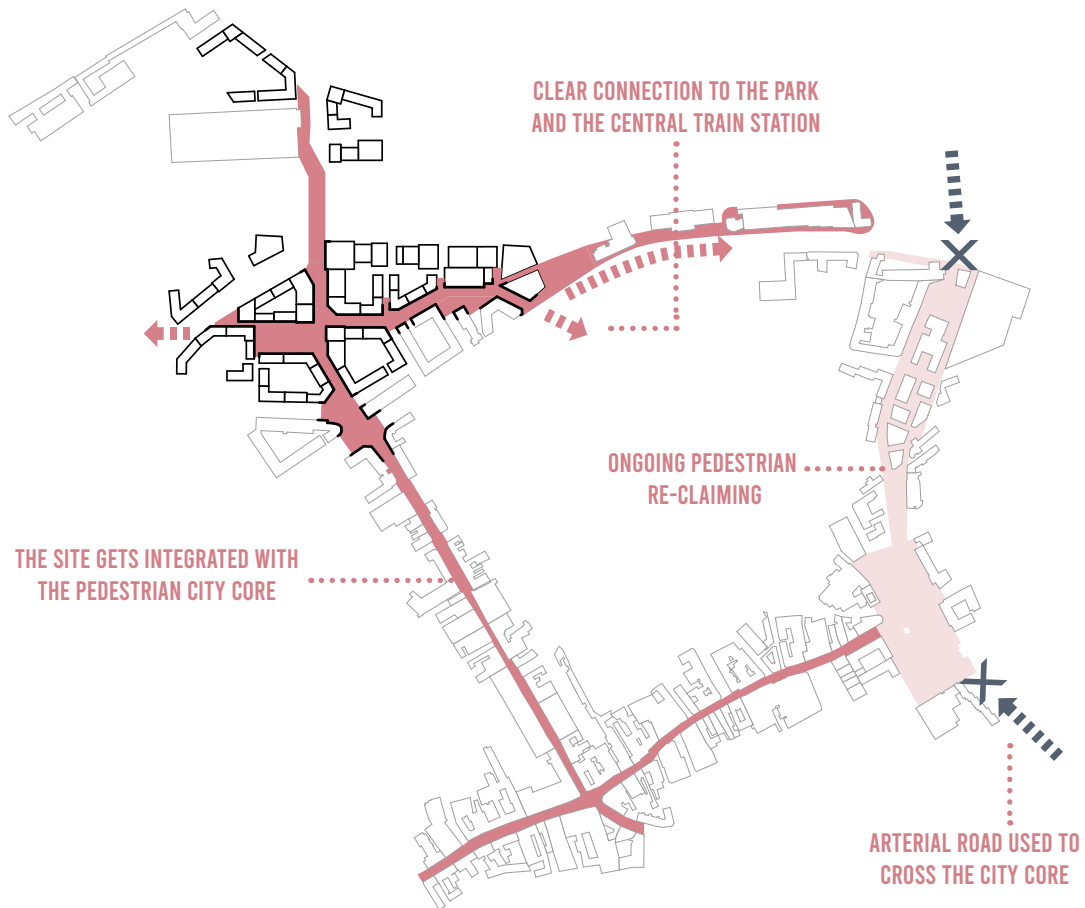 CLEAR CONNECTION TO THE PARK
AND THE CENTRAL TRAIN STATION
ONGOING PEDESTRIAN
RE-CLAIMING
THE SITE GETS INTEGRATED WITH
THE PEDESTRIAN CITY CORE
ARTERIAL ROAD USED TO
CROSS THE CITY CORE